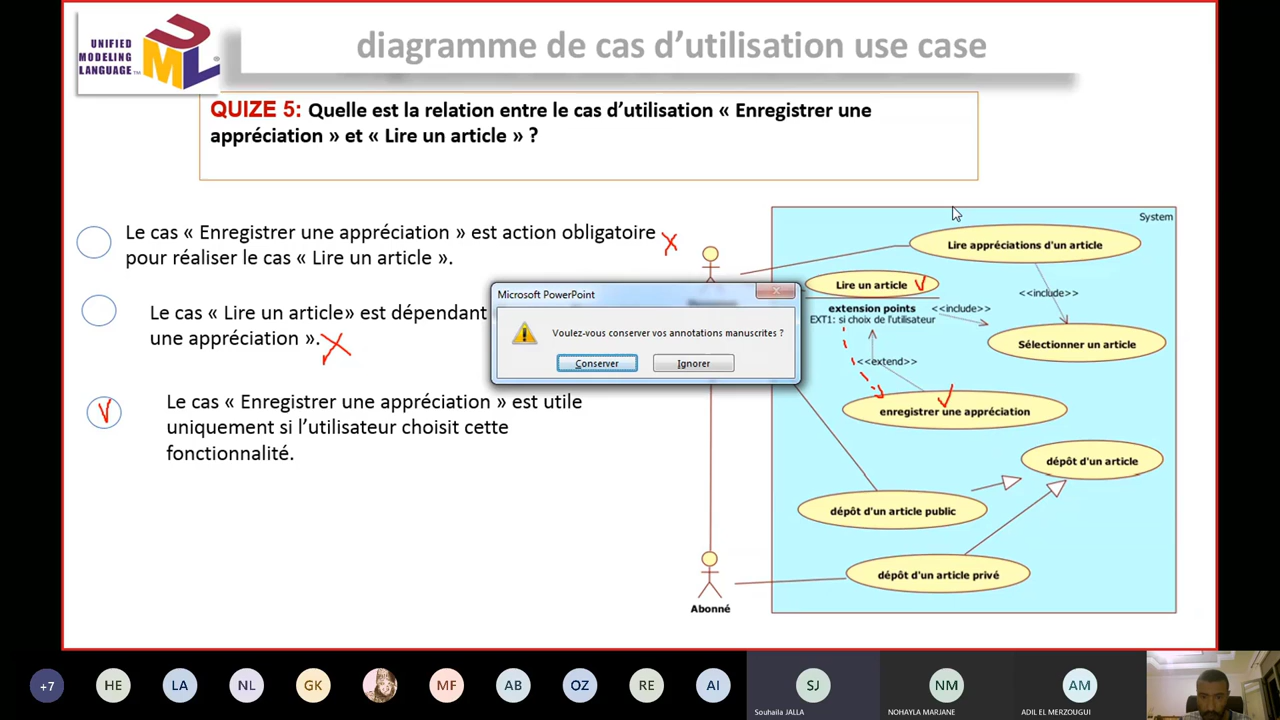 UNIFIED
MODELING
LANGUAGE
UML
TM
diagramme de cas d’utilisation use case
QUIZE 5: Quelle est la relation entre le cas d’utilisation « Enregistrer une
appréciation » et « Lire un article » ?
Le cas « Enregistrer une appréciation » est action obligatoire
pour réaliser le cas « Lire un article ».
Le cas « Lire un article» est dépendant
une appréciation ».
Le cas « Enregistrer une appréciation » est utile
uniquement si l’utilisateur choisit cette
fonctionnalité.
Microsoft PowerPoint
Voulez-vous conserver vos annotations manuscrites ?
Conserver
Ignorer
System
Lire appréciations d'un article
Lire un article
extension points
EXT1: si choix de l'utilisateur
<<include>>
<<include>>
Sélectionner un article
<<extend>>
enregistrer une appréciation
dépôt d'un article
dépôt d'un article public
dépôt d'un article privé
Abonné
+7
HE
LA
NL
GK
MF
AB
OZ
RE
AI
SJ
Souhaila JALLA
NM
NOHAYLA MARJANE
AM
ADIL EL MERZOUGUI